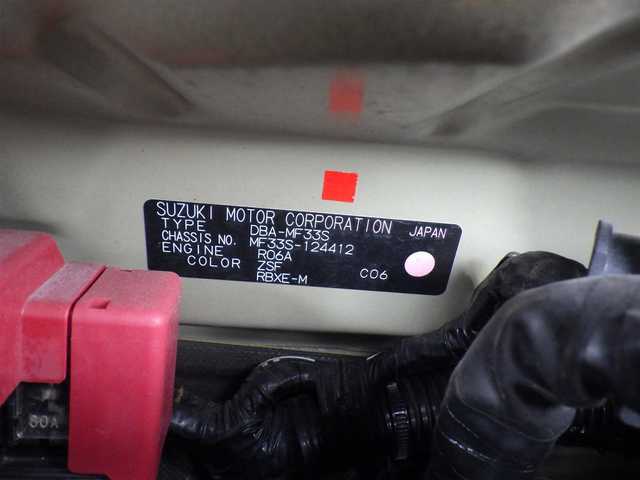 SUZUKI MOTOR CORPORATION JAPAN
TYPE DBA-MF33S
CHASSIS NO. MF33S-124412
ENGINE R06A
COLOR ZSF C06
RBXE-M
60A